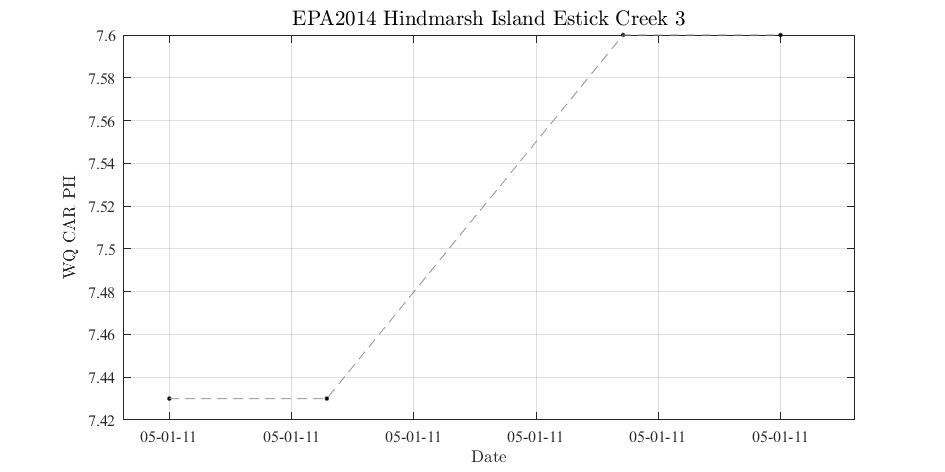 EPA2014 Hindmarsh Island Estick Creek 3
7.6
7.58
7.56
7.54
7.52
7.5
7.48
7.46
7.44
7.42
WQ CAR PH
05-01-11 05-01-11 05-01-11 05-01-11 05-01-11 05-01-11
Date